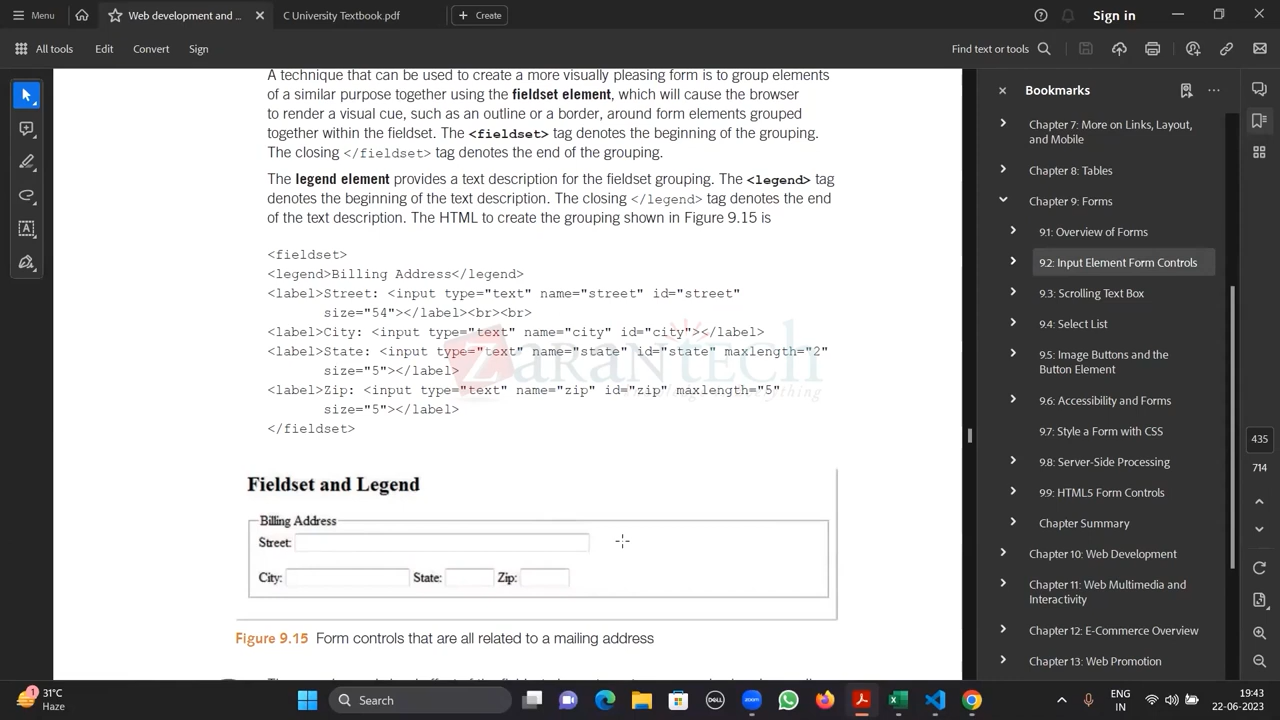 Menu
Web development and ...
C University Textbook.pdf
Create
Sign in
All tools
Edit
Convert
Sign
Find text or tools
A technique that can be used to create a more visually pleasing form is to group elements
of a similar purpose together using the fieldset element, which will cause the browser
to render a visual cue, such as an outline or a border, around form elements grouped
together within the fieldset. The <fieldset> tag denotes the beginning of the grouping.
The closing </fieldset> tag denotes the end of the grouping.
The legend element provides a text description for the fieldset grouping. The <legend> tag
denotes the beginning of the text description. The closing </legend> tag denotes the end
of the text description. The HTML to create the grouping shown in Figure 9.15 is
<fieldset>
<legend>Billing Address</legend>
<label>Street: <input type="text" name="street" id="street"
size="54"></label><br><br>
<label>City: <input type="text" name="city" id="city"></label>
<label>State: <input type="text" name="state" id="state" maxlength="2"
size="5"></label>
<label>Zip: <input type="text" name="zip" id="zip" maxlength="5"
size="5"></label>
</fieldset>
zarantech
Fieldset and Legend
Billing Address
Street:
City: State: Zip:
Figure 9.15 Form controls that are all related to a mailing address
Bookmarks
Chapter 7: More on Links, Layout,
and Mobile
Chapter 8: Tables
Chapter 9: Forms
9.1: Overview of Forms
9.2: Input Element Form Controls
9.3: Scrolling Text Box
9.4: Select List
9.5: Image Buttons and the
Button Element
9.6: Accessibility and Forms
9.7: Style a Form with CSS
9.8: Server-Side Processing
9.9: HTML5 Form Controls
Chapter Summary
Chapter 10: Web Development
Chapter 11: Web Multimedia and
Interactivity
Chapter 12: E-Commerce Overview
Chapter 13: Web Promotion
435
714
1
31°C
Haze
Search
DELL
zoom
ENG
IN
19:43
22-06-2023